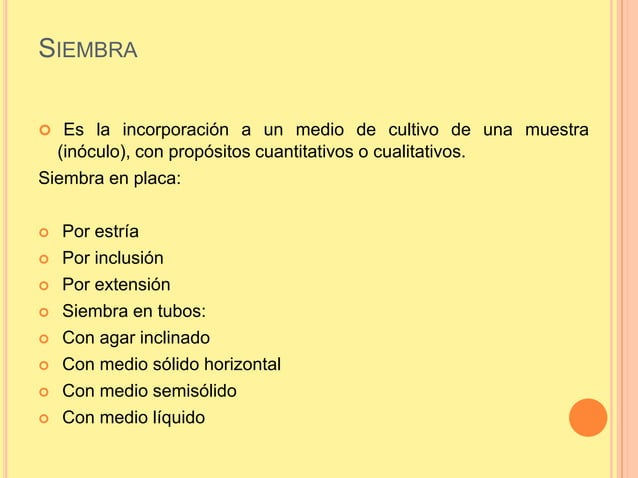 SIEMBRA
Es la incorporación a un medio de cultivo de una muestra
(inóculo), con propósitos cuantitativos o cualitativos.
Siembra en placa:
Por estría
Por inclusión
Por extensión
Siembra en tubos:
Con agar inclinado
Con medio sólido horizontal
Con medio semisólido
Con medio líquido